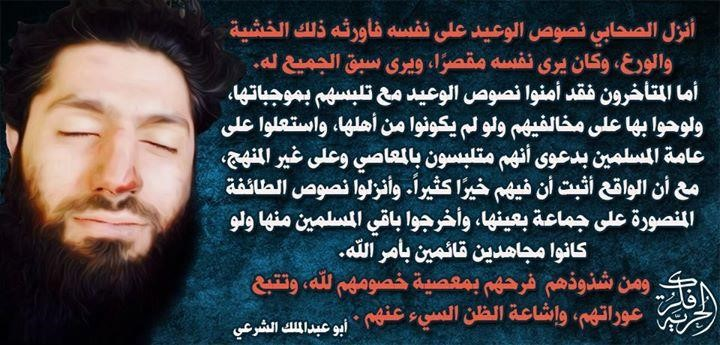 أنزل الصحابي نصوص الوعيد على نفسه فأورثه ذلك الخشية
والورع، وكان يرى نفسه مقصرًا، ويرى سبق الجميع له.
أما المتأخرون فقد أمنوا نصوص الوعيد مع تلبسهم بموجباتها،
ولوحوا بها على مخالفيهم ولو لم يكونوا من أهلها، واستعلوا على
عامة المسلمين بدعوى أنهم متلبسون بالمعاصي وعلى غير المنهج،
مع أن الواقع أثبت أن فيهم خيرًا كثيراً. وأنزلوا نصوص الطائفة
المنصورة على جماعة بعينها، وأخرجوا باقي المسلمين منها ولو
كانوا مجاهدين قائمين بأمر الله.
ومن شذوذهم فرحهم بمعصية خصومهم لله، وتتبع
عوراتهم، وإشاعة الظن السيء عنهم .
أبو عبدالملك الشرعي